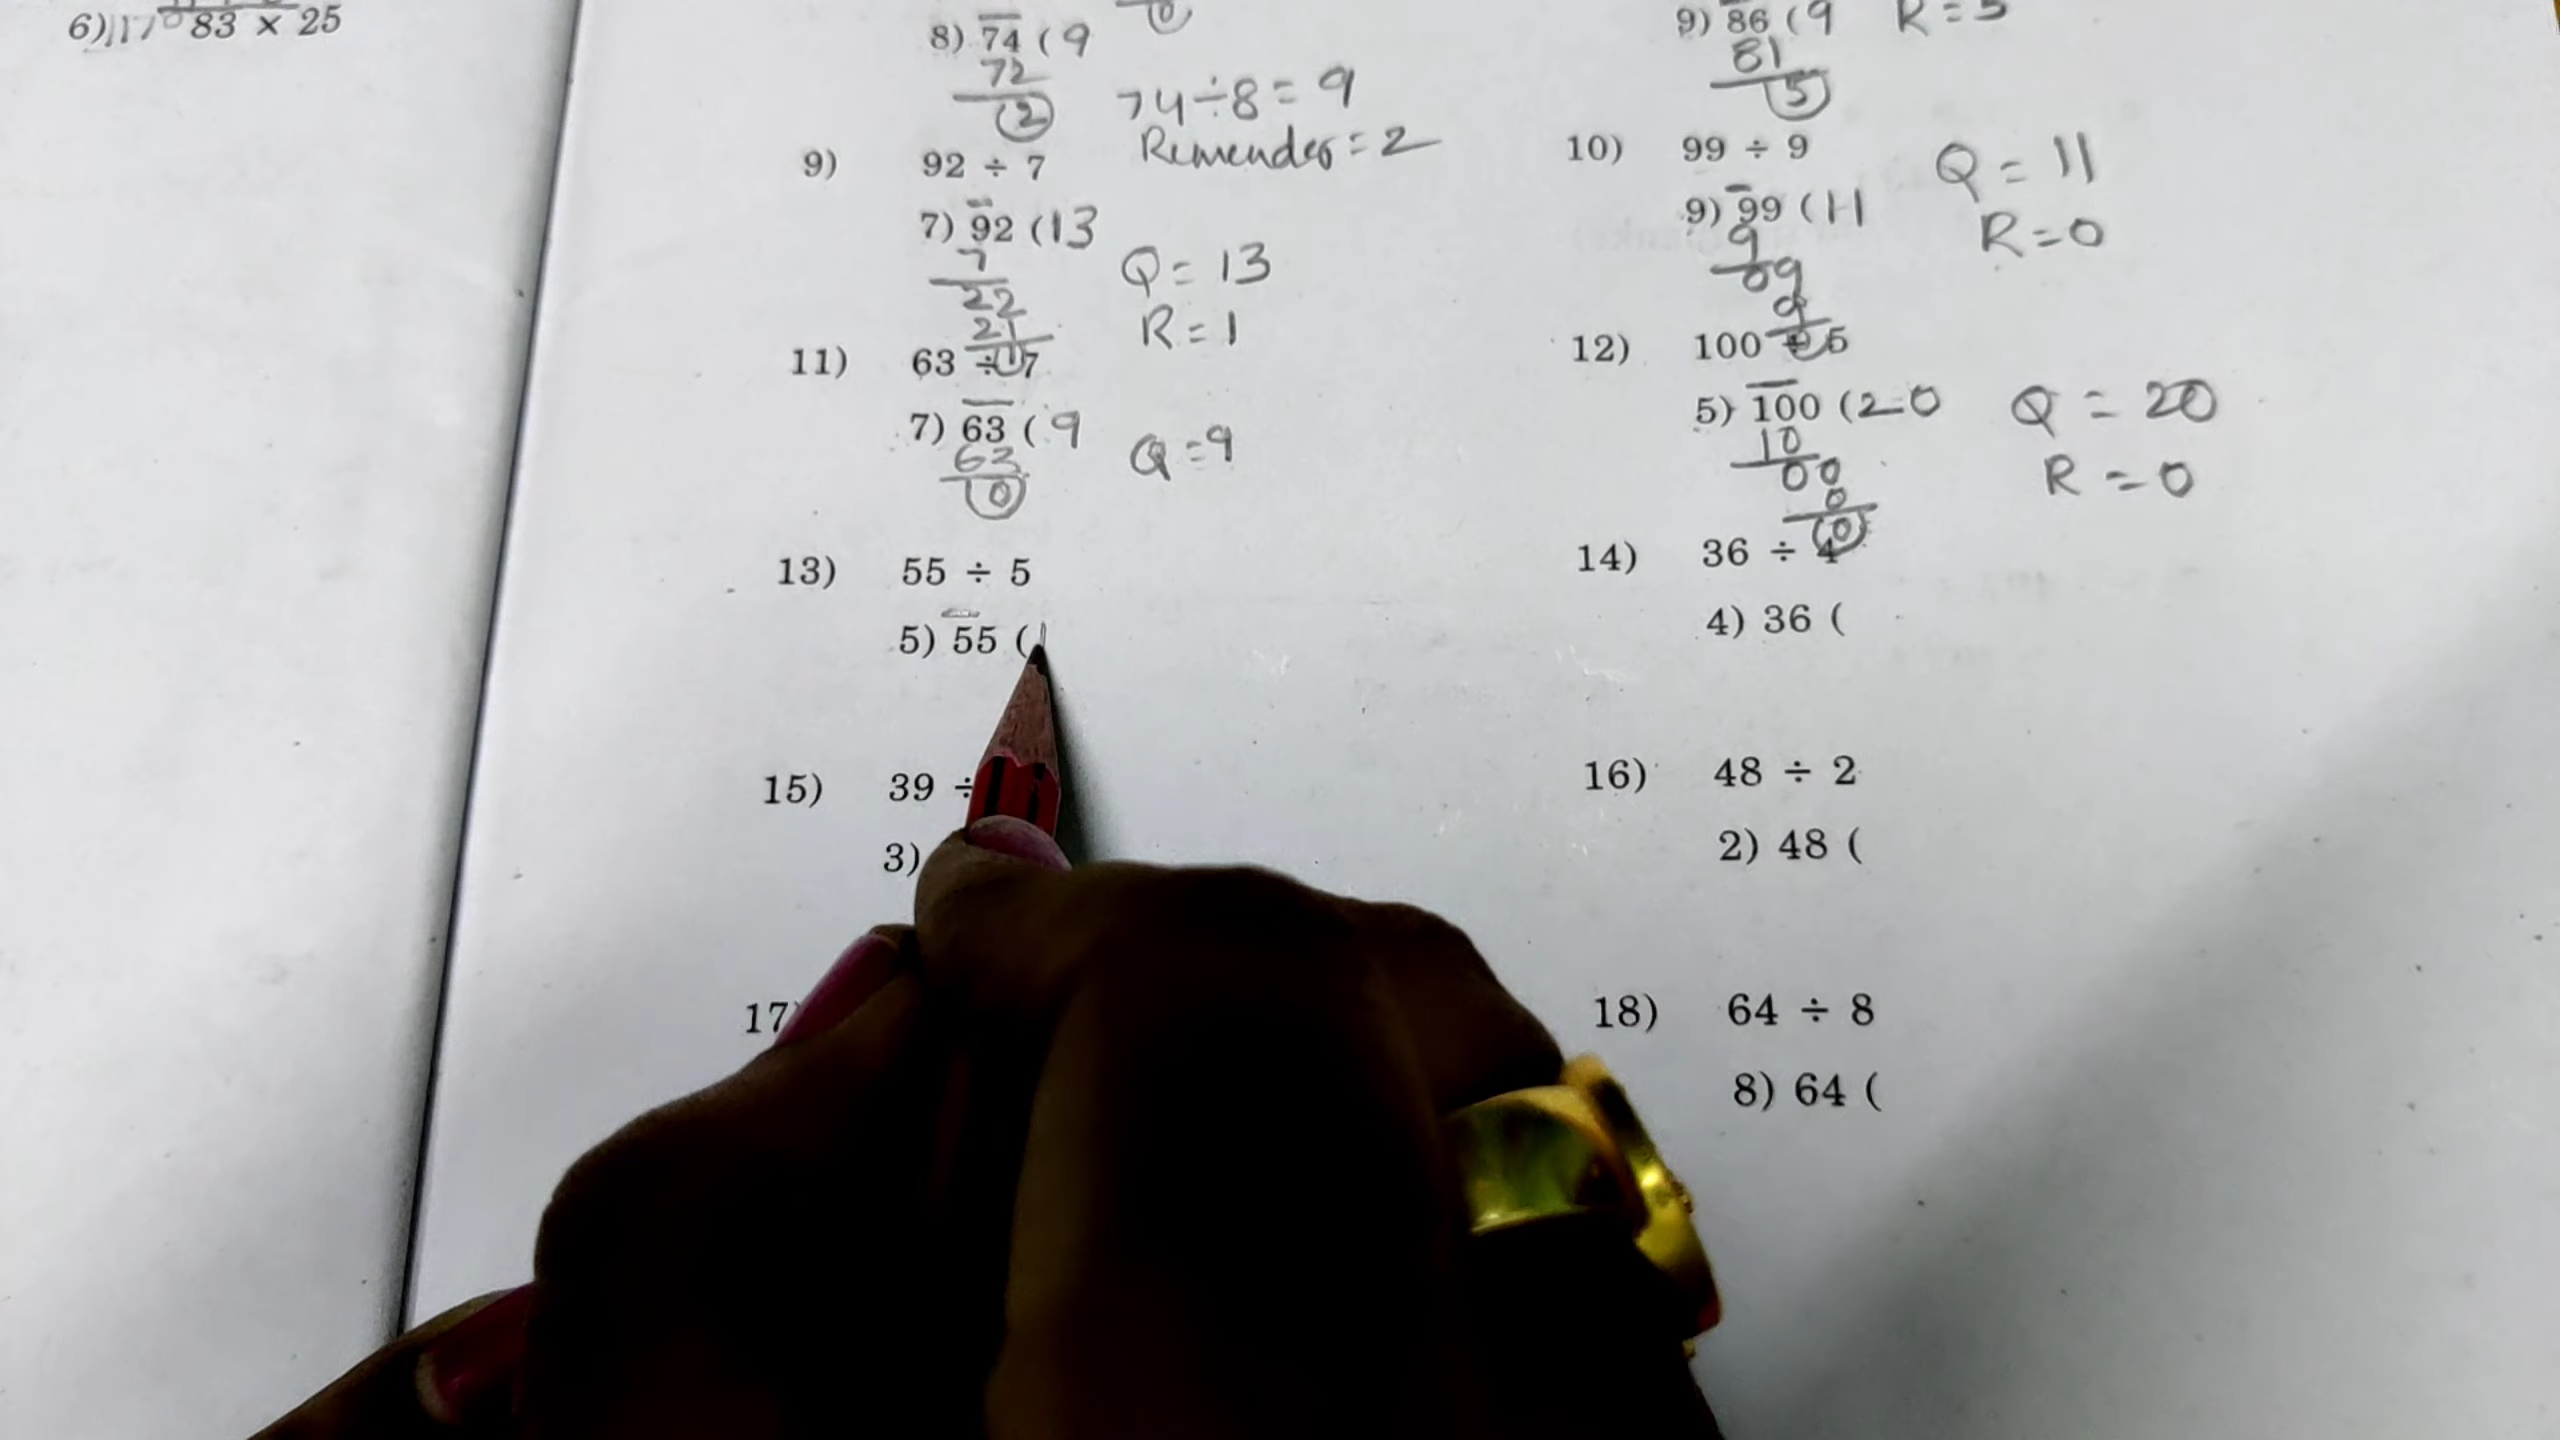 6) 83 × 25
8) 74 ( 9
72
2
74÷8 = 9
Remender = 2
9) 86 ( 9 R = 5
81
5
9) 92 ÷ 7
7) 92 ( 13
7
22
21
1
Q = 13
R = 1
10) 99 ÷ 9
9) 99 ( 11
9
09
9
Q = 11
R = 0
11) 63 ÷ 7
7) 63 ( 9
63
0
Q = 9
12) 100 ÷ 5
5) 100 ( 20
10
00
0
0
Q = 20
R = 0
13) 55 ÷ 5
5) 55 (
14) 36 ÷ 4
4) 36 (
15) 39 ÷
3)
16) 48 ÷ 2
2) 48 (
17)
18) 64 ÷ 8
8) 64 (